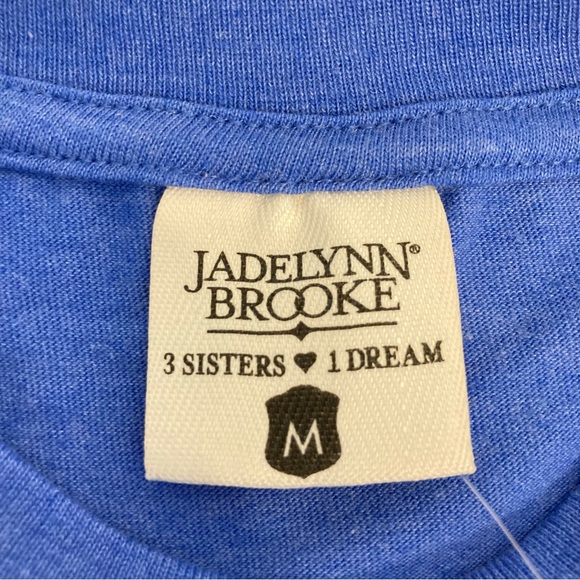 JADELYNN®
BROOKE
3 SISTERS ♥ 1 DREAM
M